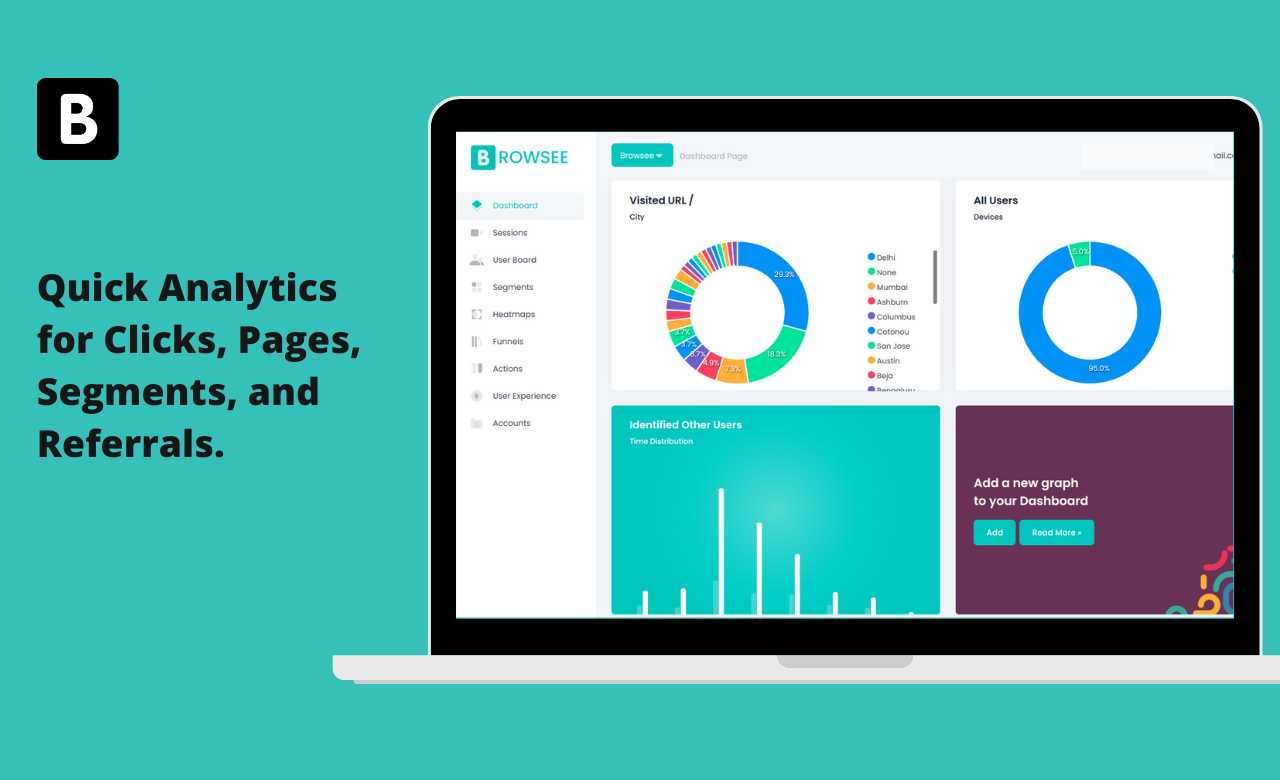 B
Quick Analytics
for Clicks, Pages,
Segments, and
Referrals.
BROWSEE
Dashboard
Sessions
User Board
Segments
Heatmaps
Funnels
Actions
User Experience
Accounts
Browsee
Dashboard Page
Visited URL /
City
29.3%
18.3%
7.3%
4.9%
3.7%
3.7%
3.7%
Delhi
None
Mumbai
Ashburn
Columbus
Cotonou
San Jose
Austin
Beja
Bengaluru
All Users
Devices
5.0%
95.0%
Identified Other Users
Time Distribution
Add a new graph
to your Dashboard
Add
Read More »